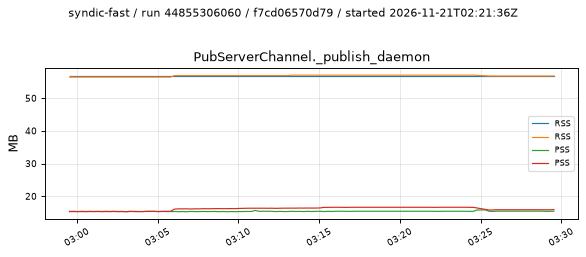 syndic-fast / run 44855306060 / f7cd06570d79 / started 2026-11-21T02:21:36Z
PubServerChannel._publish_daemon
MB
50
40
30
20
RSS
RSS
PSS
PSS
03:00
03:05
03:10
03:15
03:20
03:25
03:30